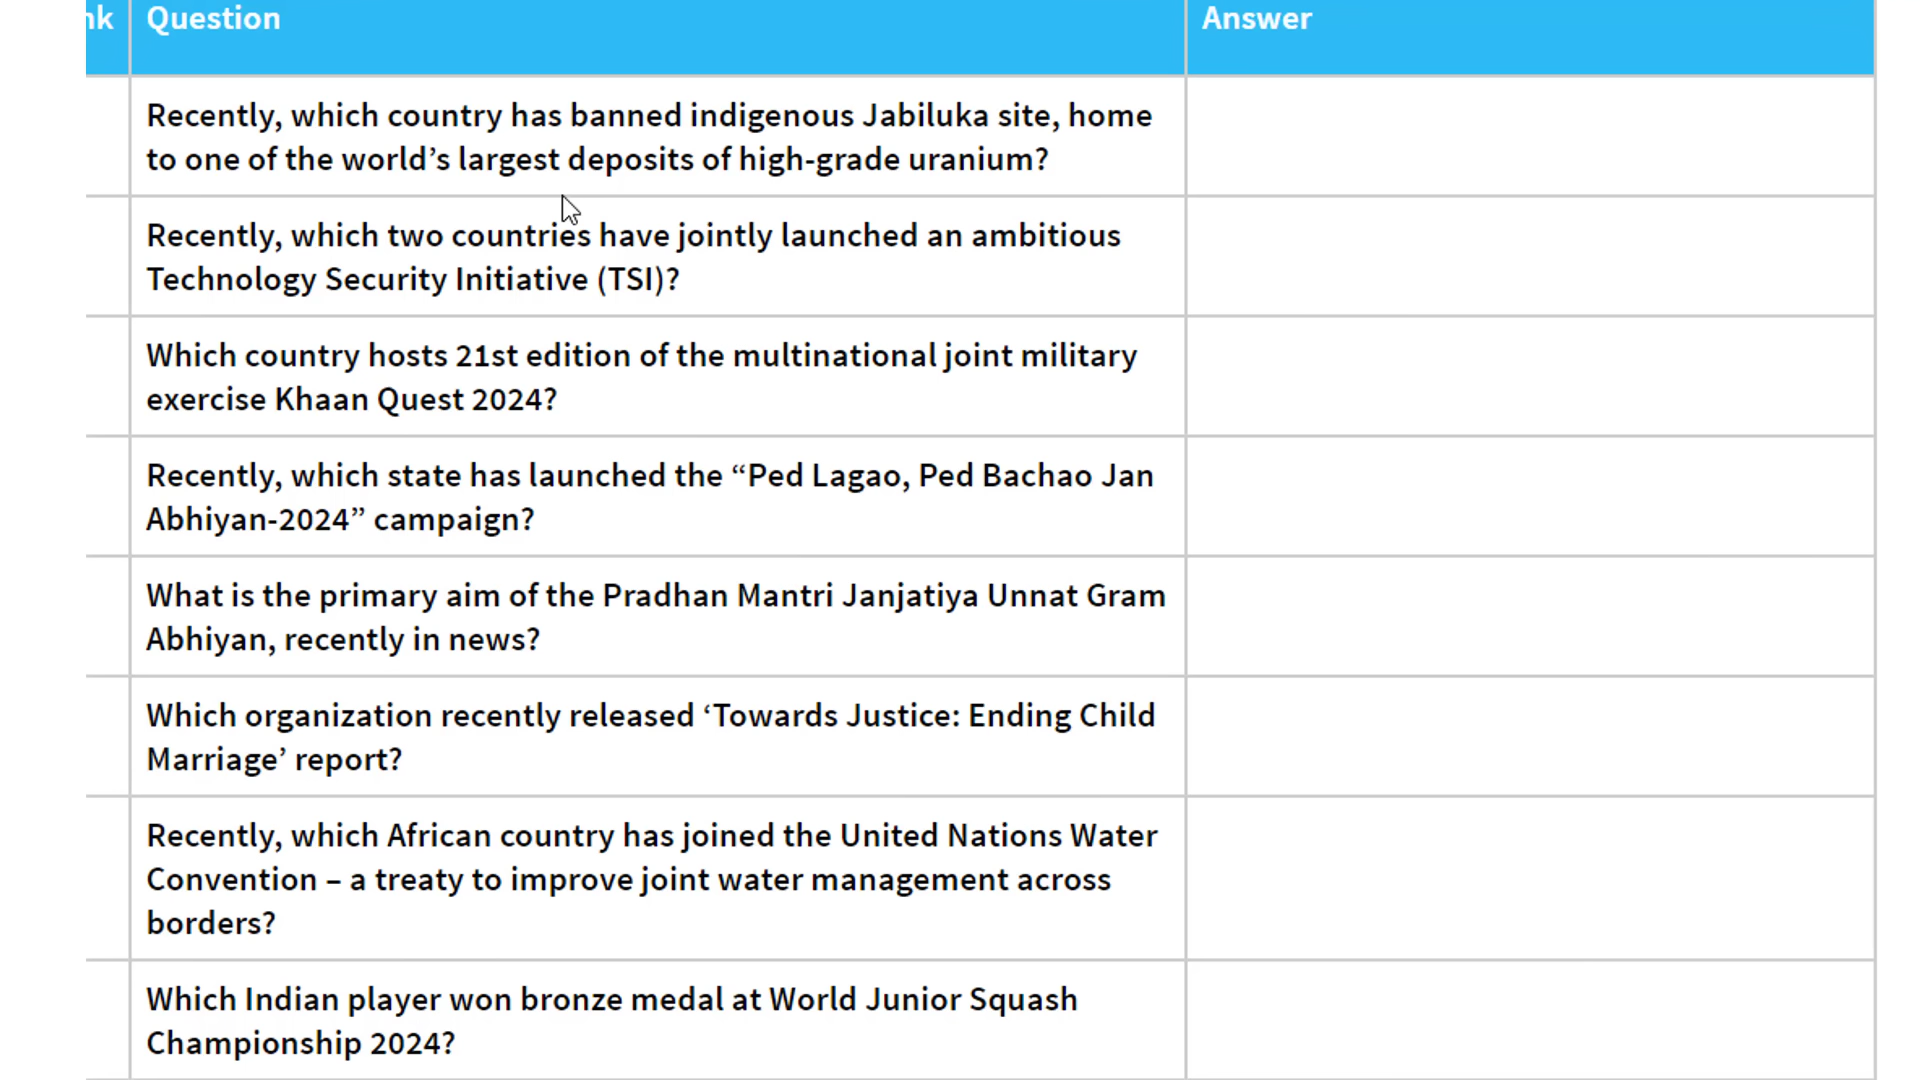 nk Question Answer
Recently, which country has banned indigenous Jabiluka site, home
to one of the world’s largest deposits of high-grade uranium?
Recently, which two countries have jointly launched an ambitious
Technology Security Initiative (TSI)?
Which country hosts 21st edition of the multinational joint military
exercise Khaan Quest 2024?
Recently, which state has launched the “Ped Lagao, Ped Bachao Jan
Abhiyan-2024” campaign?
What is the primary aim of the Pradhan Mantri Janjatiya Unnat Gram
Abhiyan, recently in news?
Which organization recently released ‘Towards Justice: Ending Child
Marriage’ report?
Recently, which African country has joined the United Nations Water
Convention – a treaty to improve joint water management across
borders?
Which Indian player won bronze medal at World Junior Squash
Championship 2024?